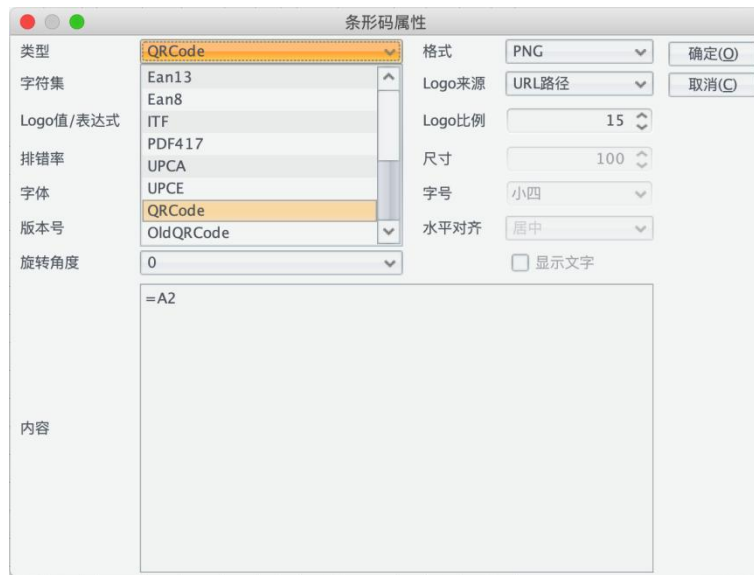 条形码属性
类型 QRCode 格式 PNG 确定(O)
字符集 Ean13 Logo来源 URL路径 取消(C)
Ean8
Logo值/表达式 ITF Logo比例 15
PDF417
排错率 UPCA 尺寸 100
字体 UPCE 字号 小四
QRCode
版本号 OldQRCode 水平对齐 居中
旋转角度 0 显示文字
=A2
内容